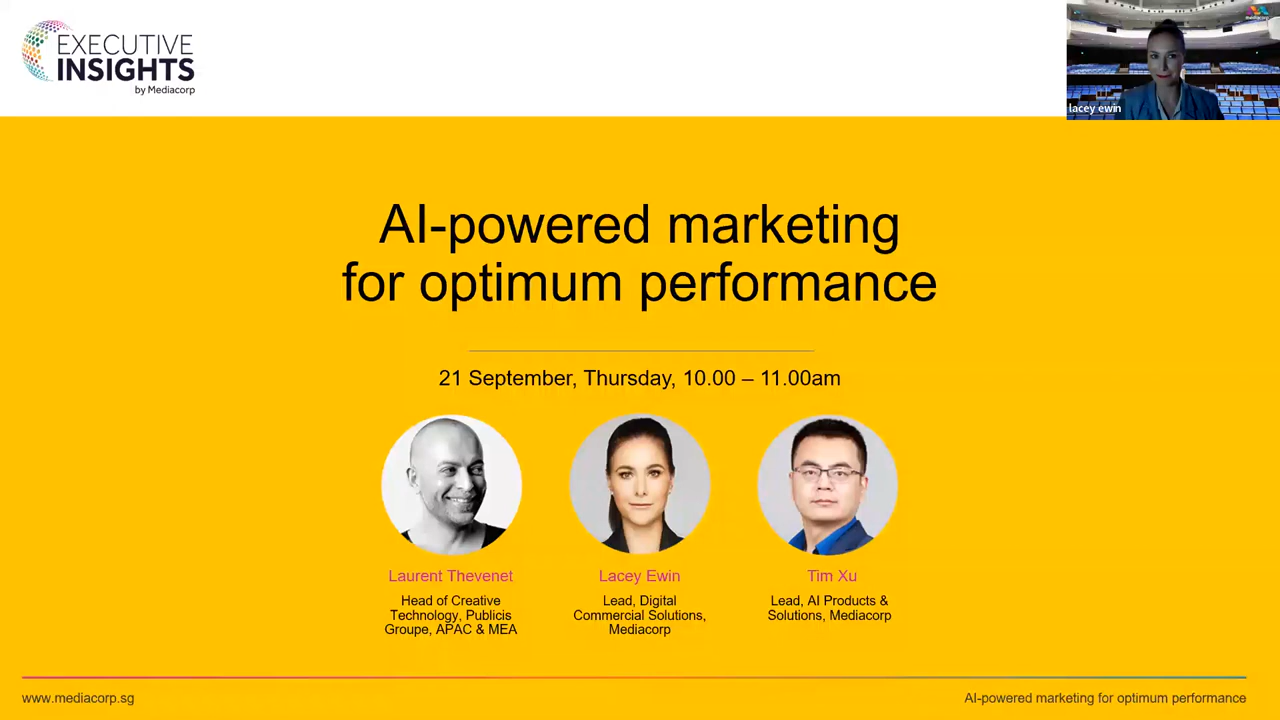 EXECUTIVE
INSIGHTS
by Mediacorp
mediacorp
lacey ewin
AI-powered marketing
for optimum performance
21 September, Thursday, 10.00 – 11.00am
Laurent Thevenet
Head of Creative
Technology, Publicis
Groupe, APAC & MEA
Lacey Ewin
Lead, Digital
Commercial Solutions,
Mediacorp
Tim Xu
Lead, AI Products &
Solutions, Mediacorp
www.mediacorp.sg
AI-powered marketing for optimum performance